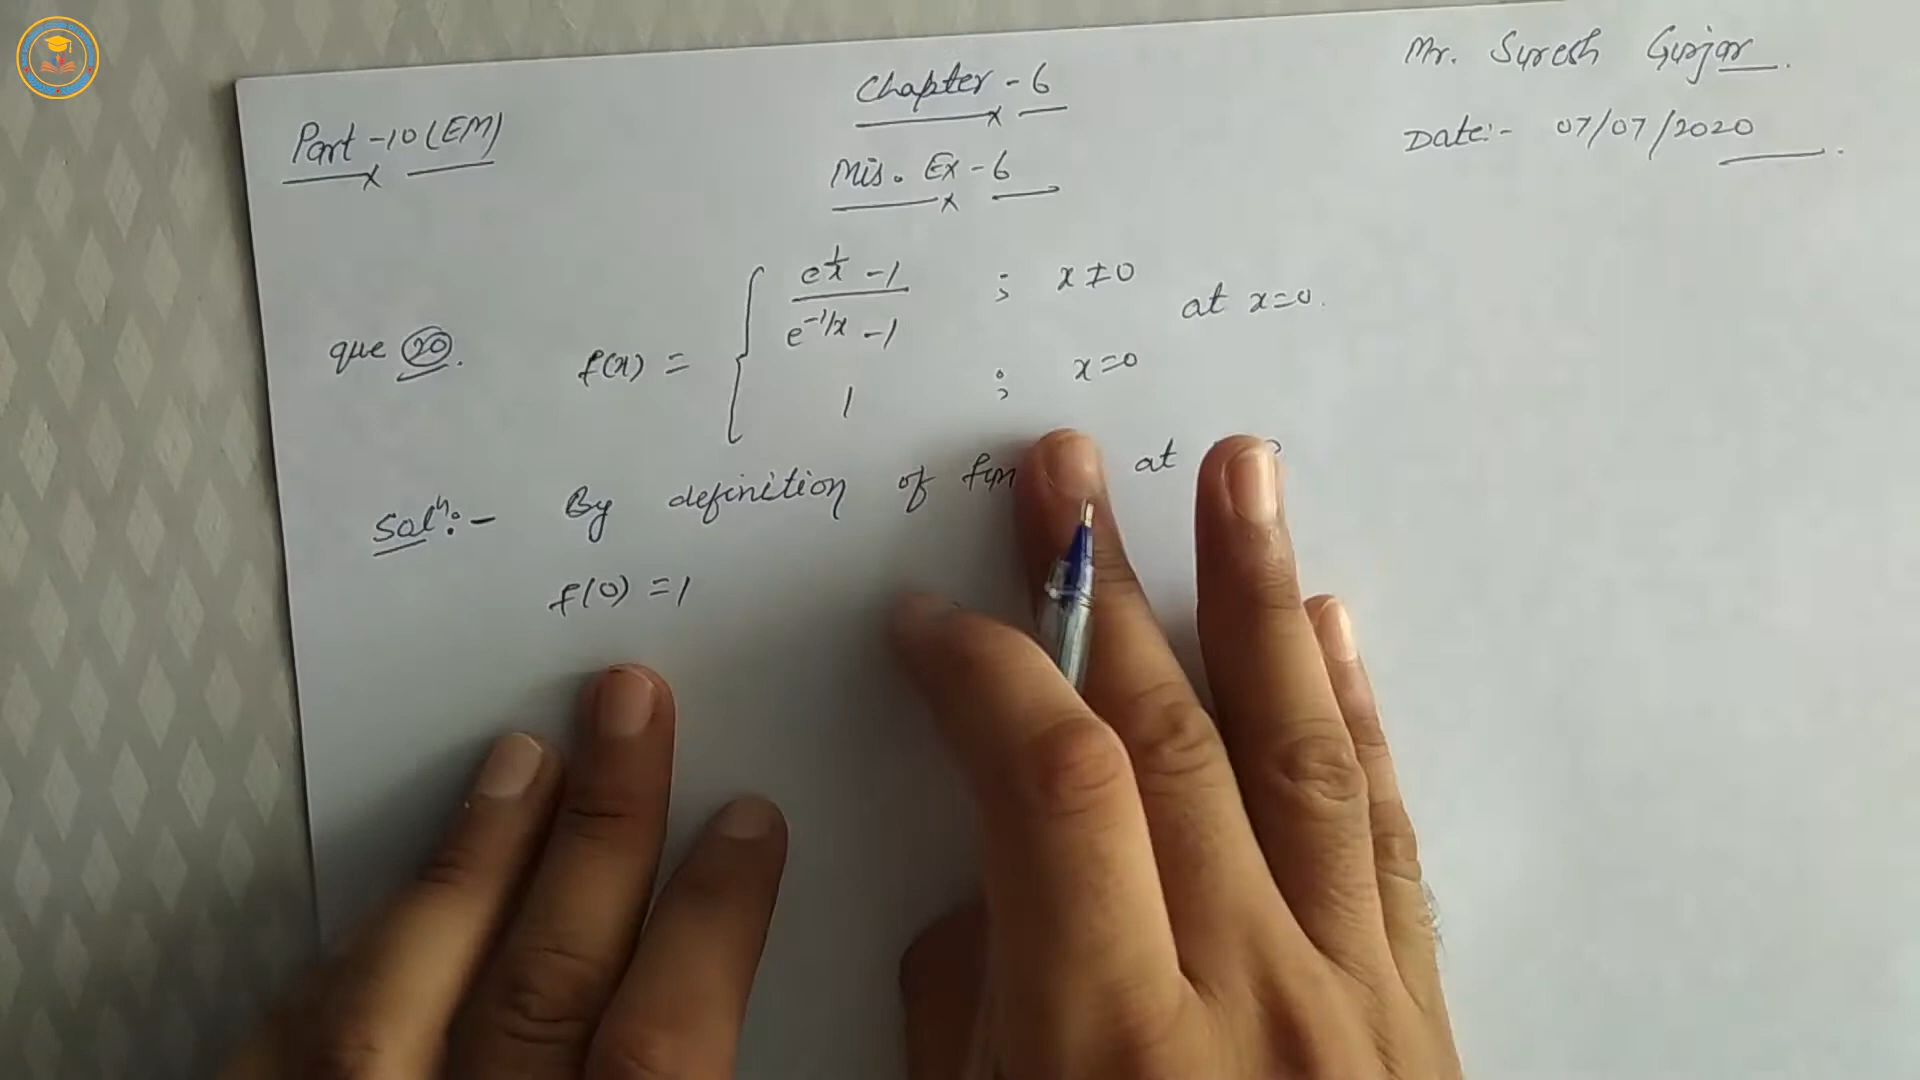 Mr. Suresh Gurjar.
Date:- 07/07/2020.
Part-10(EM)
Chapter-6
Mis. Ex-6
que 20. f(x) = { (e^{1/x} -1)/(e^{-1/x} -1) ; x≠0 at x=0.
1 ; x=0
Solⁿ:- By definition of at
f(0) =1